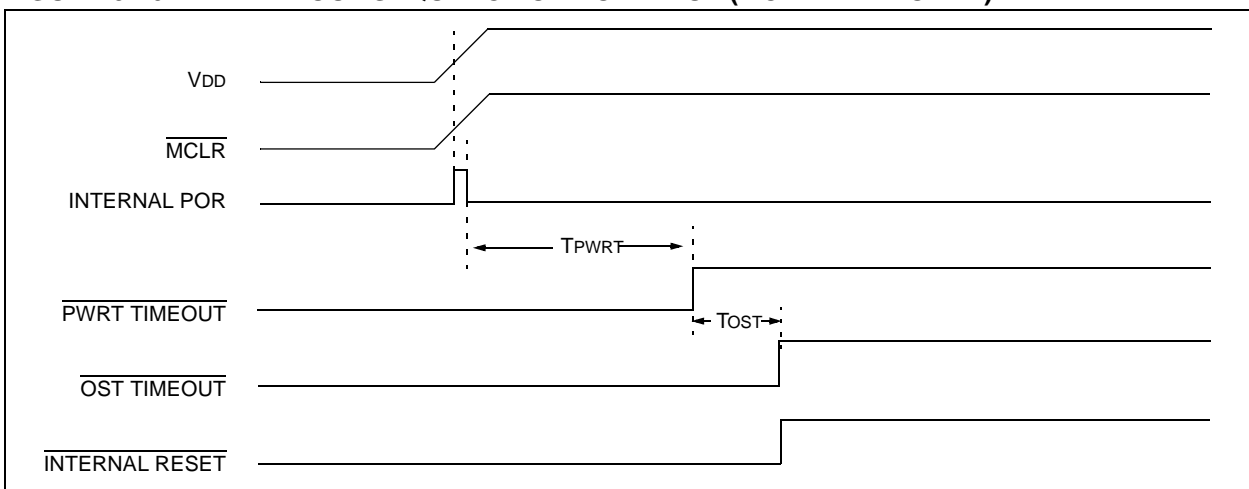 VDD
MCLR
INTERNAL POR
TPWRT
PWRT TIMEOUT
TOST
OST TIMEOUT
INTERNAL RESET